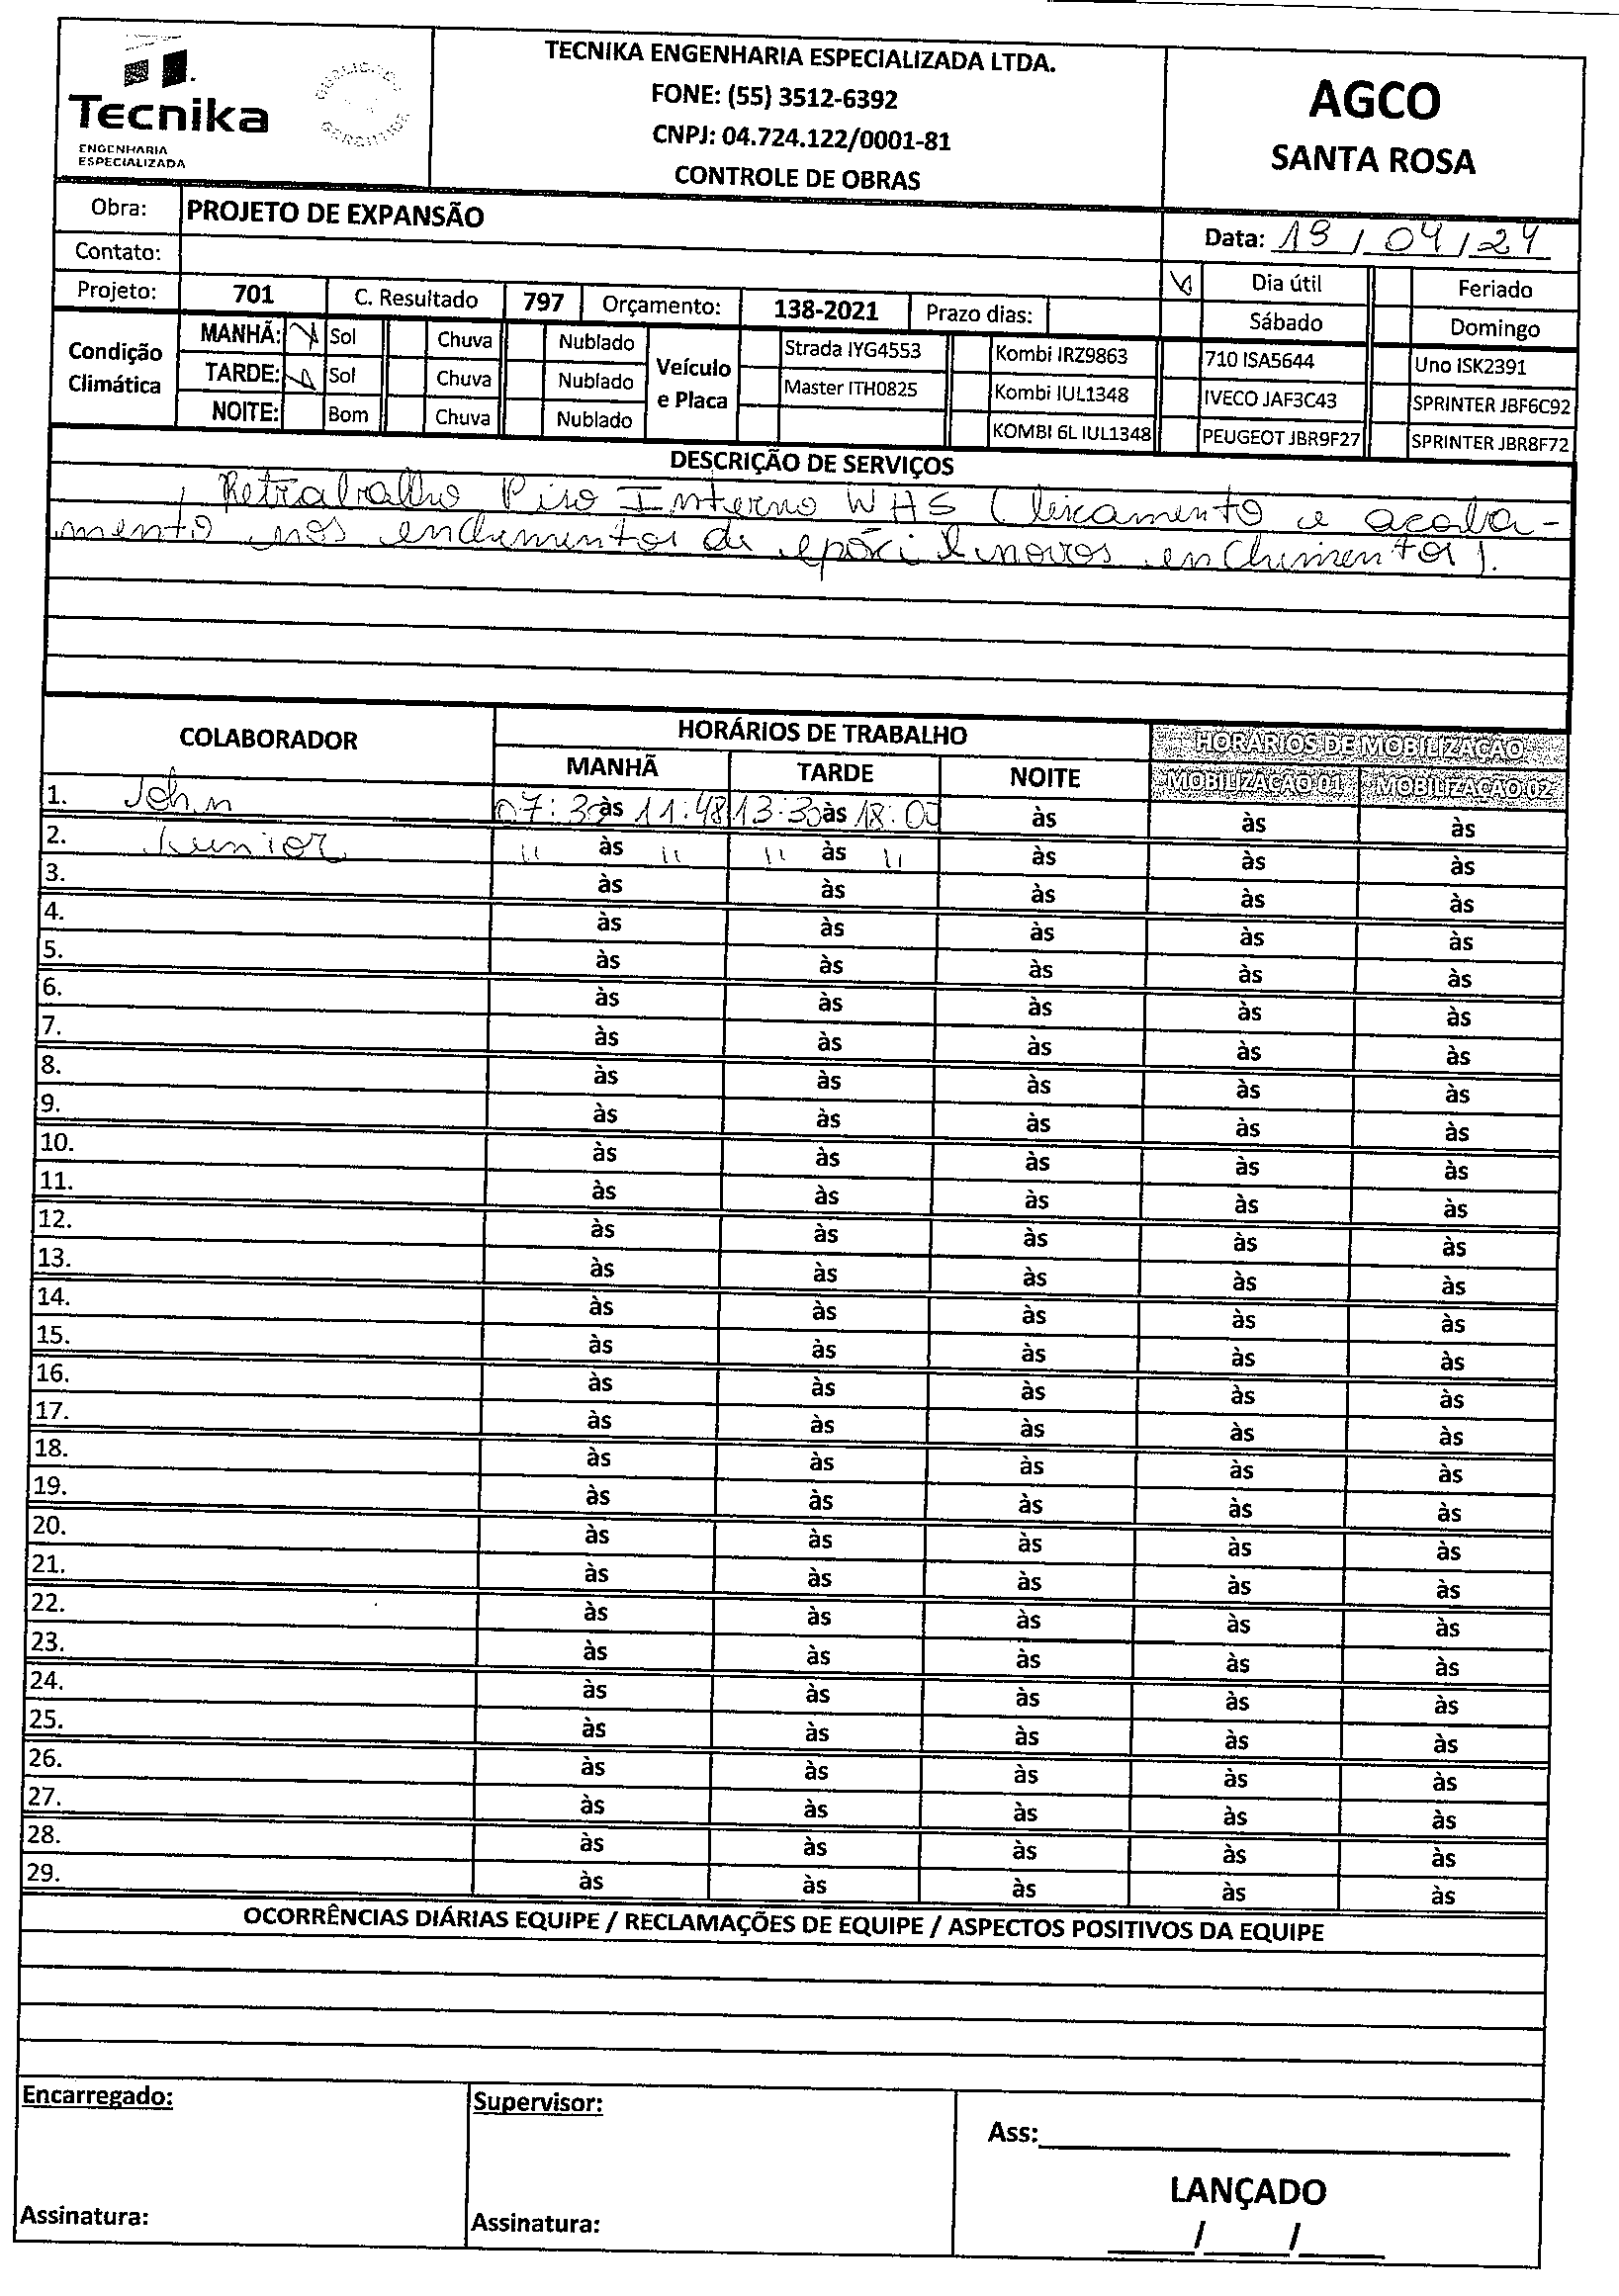 Tecnika
ENGENHARIA
ESPECIALIZADA
TECNIKA ENGENHARIA ESPECIALIZADA LTDA.
FONE: (55) 3512-6392
CNPJ: 04.724.122/0001-81
CONTROLE DE OBRAS
AGCO
SANTA ROSA
Obra: PROJETO DE EXPANSÃO
Data: 19/04/24
Contato:
Dia útil Feriado
Projeto: 701 C. Resultado 797 Orçamento: 138-2021 Prazo dias:
Sábado Domingo
Condição Climática
MANHÃ: Sol Chuva Nublado
TARDE: Sol Chuva Nublado
NOITE: Bom Chuva Nublado
Veículo e Placa
Strada IYG4553 Kombi IRZ9863 710 ISA5644 Uno ISK2391
Master ITH0825 Kombi IUL1348 IVECO JAF3C43 SPRINTER JBF6C92
KOMBI 6L IUL1348 PEUGEOT JBR9F27 SPRINTER JBR8F72
DESCRIÇÃO DE SERVIÇOS
Retrabalho Piso Interno WHS (lixamento e acaba-
mento nos enchimentos de epóxi novos enchimentos).
COLABORADOR HORÁRIOS DE TRABALHO HORÁRIOS DE MOBILIZAÇÃO
MANHÃ TARDE NOITE MOBILIZAÇÃO 01 MOBILIZAÇÃO 02
1. John 07:30 às 11:48 13:30 às 18:00 às às às
2. Junior " às " " às " às às às
3. às às às às às
4. às às às às às
5. às às às às às
6. às às às às às
7. às às às às às
8. às às às às às
9. às às às às às
10. às às às às às
11. às às às às às
12. às às às às às
13. às às às às às
14. às às às às às
15. às às às às às
16. às às às às às
17. às às às às às
18. às às às às às
19. às às às às às
20. às às às às às
21. às às às às às
22. às às às às às
23. às às às às às
24. às às às às às
25. às às às às às
26. às às às às às
27. às às às às às
28. às às às às às
29. às às às às às
OCORRÊNCIAS DIÁRIAS EQUIPE / RECLAMAÇÕES DE EQUIPE / ASPECTOS POSITIVOS DA EQUIPE
Encarregado: Supervisor:
Ass:
LANÇADO
Assinatura: Assinatura:
/ /